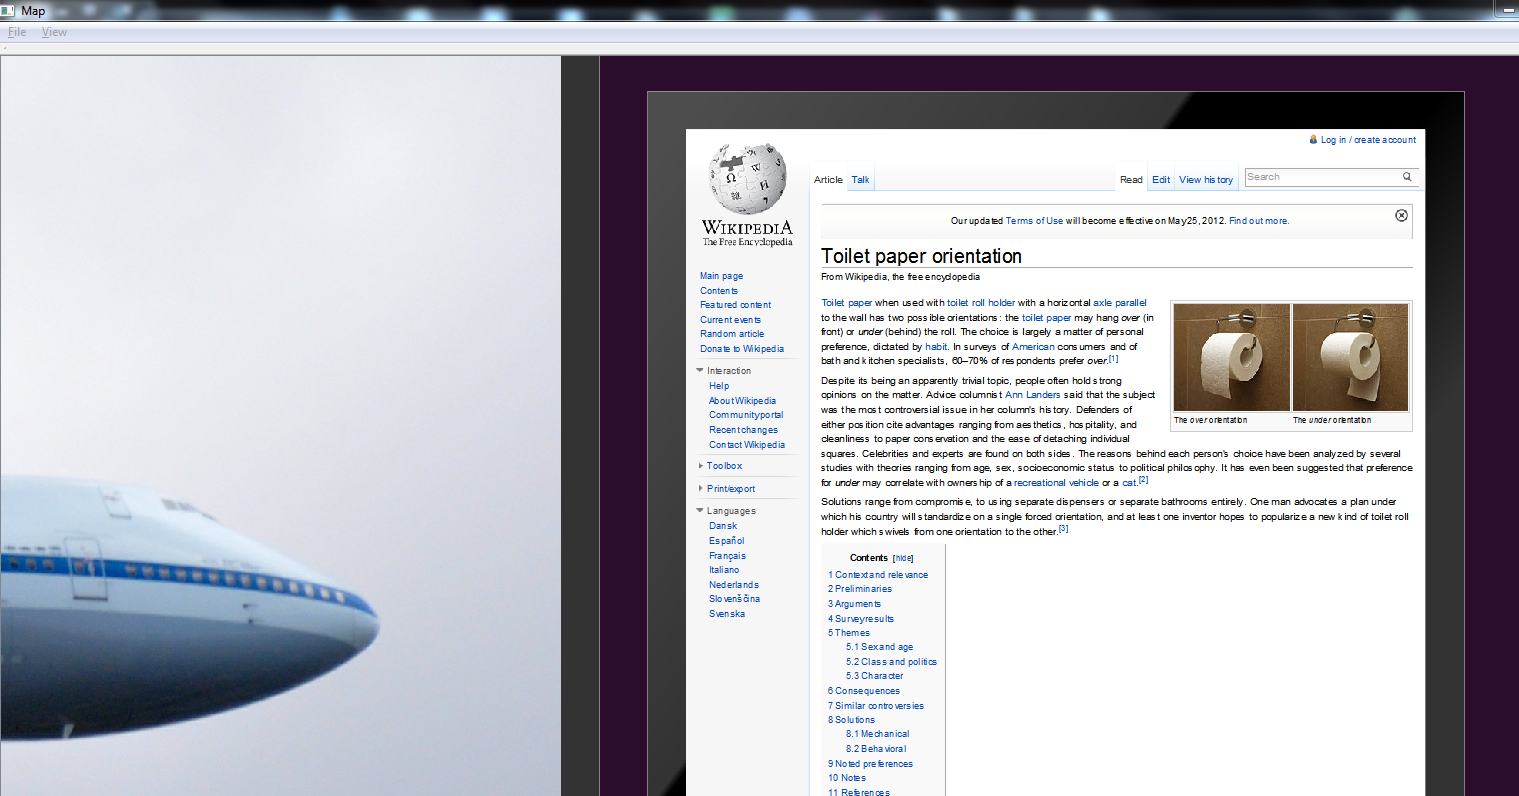 Map
File View
Log in / create account
Article Talk Read Edit View history Search
WIKIPEDIA
The Free Encyclopedia
Our updated Terms of Use will become effective on May 25, 2012. Find out more.
Toilet paper orientation
From Wikipedia, the free encyclopedia
Main page
Contents
Featured content
Current events
Random article
Donate to Wikipedia
Interaction
Help
About Wikipedia
Community portal
Recent changes
Contact Wikipedia
Toolbox
Print/export
Languages
Dansk
Español
Français
Italiano
Nederlands
Slovenščina
Svenska
Toilet paper when used with toilet roll holder with a horizontal axle parallel
to the wall has two possible orientations: the toilet paper may hang over (in
front) or under (behind) the roll. The choice is largely a matter of personal
preference, dictated by habit. In surveys of American consumers and of
bath and kitchen specialists, 60–70% of respondents prefer over.[1]
The over orientation The under orientation
Despite its being an apparently trivial topic, people often hold strong
opinions on the matter. Advice columnist Ann Landers said that the subject
was the most controversial issue in her column's history. Defenders of
either position cite advantages ranging from aesthetics, hospitality, and
cleanliness to paper conservation and the ease of detaching individual
squares. Celebrities and experts are found on both sides. The reasons behind each person's choice have been analyzed by several
studies with theories ranging from age, sex, socioeconomic status to political philosophy. It has even been suggested that preference
for under may correlate with ownership of a recreational vehicle or a cat.[2]
Solutions range from compromise, to using separate dispensers or separate bathrooms entirely. One man advocates a plan under
which his country will standardize on a single forced orientation, and at least one inventor hopes to popularize a new kind of toilet roll
holder which swivels from one orientation to the other.[3]
Contents [hide]
1 Context and relevance
2 Preliminaries
3 Arguments
4 Survey results
5 Themes
5.1 Sex and age
5.2 Class and politics
5.3 Character
6 Consequences
7 Similar controversies
8 Solutions
8.1 Mechanical
8.2 Behavioral
9 Noted preferences
10 Notes
11 References